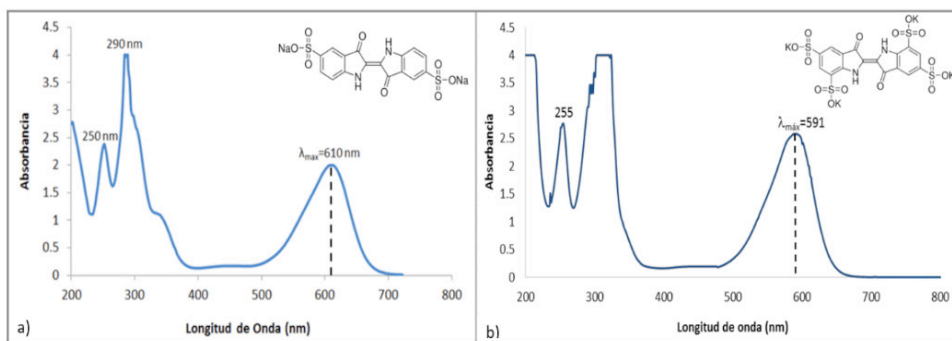 Absorbancia
4.5
4
3.5
3
2.5
2
1.5
1
0.5
0
290 nm
250 nm
λmax=610 nm
200 300 400 500 600 700 800
a)
Longitud de Onda (nm)
O
O
S
NaO
O
HN
N
H
O
O
S
ONa
O
Absorbancia
4.5
4
3.5
3
2.5
2
1.5
1
0.5
0
255
λmáx=591
200 300 400 500 600 700 800
b)
Longitud de onda (nm)
OK
O=S=O
O
O
S
KO
O
HN
N
H
O
O
S
OK
O
O=S=O
OK